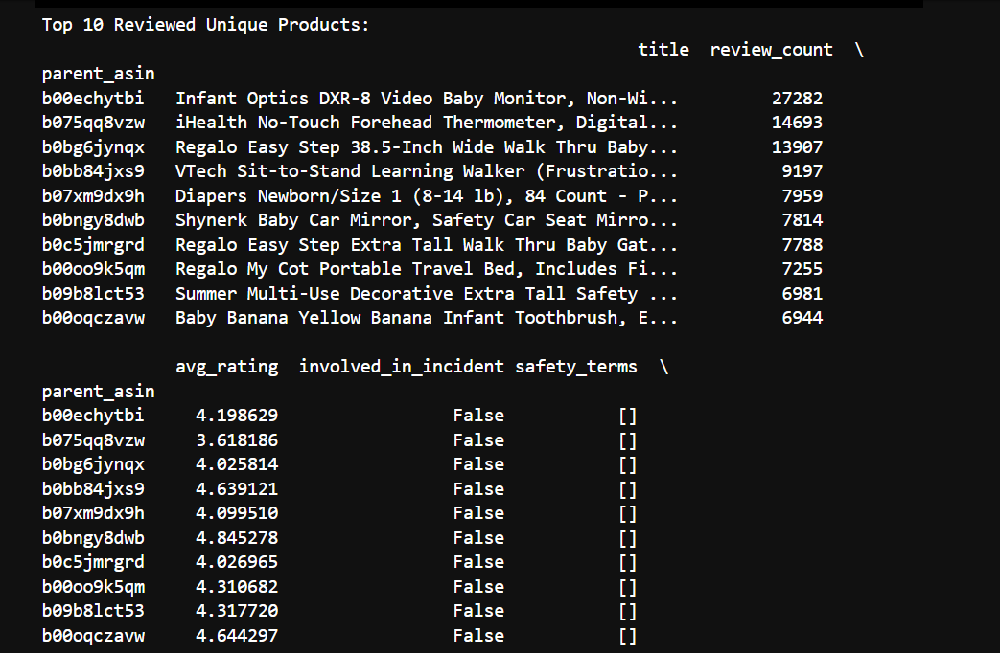 Top 10 Reviewed Unique Products:
title review_count \
parent_asin
b00echytbi Infant Optics DXR-8 Video Baby Monitor, Non-Wi... 27282
b075qq8vzw iHealth No-Touch Forehead Thermometer, Digital... 14693
b0bg6jynqx Regalo Easy Step 38.5-Inch Wide Walk Thru Baby... 13907
b0bb84jxs9 VTech Sit-to-Stand Learning Walker (Frustratio... 9197
b07xm9dx9h Diapers Newborn/Size 1 (8-14 lb), 84 Count - P... 7959
b0bngy8dwb Shynerk Baby Car Mirror, Safety Car Seat Mirro... 7814
b0c5jmrgrd Regalo Easy Step Extra Tall Walk Thru Baby Gat... 7788
b00oo9k5qm Regalo My Cot Portable Travel Bed, Includes Fi... 7255
b09b8lct53 Summer Multi-Use Decorative Extra Tall Safety ... 6981
b00oqczavw Baby Banana Yellow Banana Infant Toothbrush, E... 6944
avg_rating involved_in_incident safety_terms \
parent_asin
b00echytbi 4.198629 False []
b075qq8vzw 3.618186 False []
b0bg6jynqx 4.025814 False []
b0bb84jxs9 4.639121 False []
b07xm9dx9h 4.099510 False []
b0bngy8dwb 4.845278 False []
b0c5jmrgrd 4.026965 False []
b00oo9k5qm 4.310682 False []
b09b8lct53 4.317720 False []
b00oqczavw 4.644297 False []